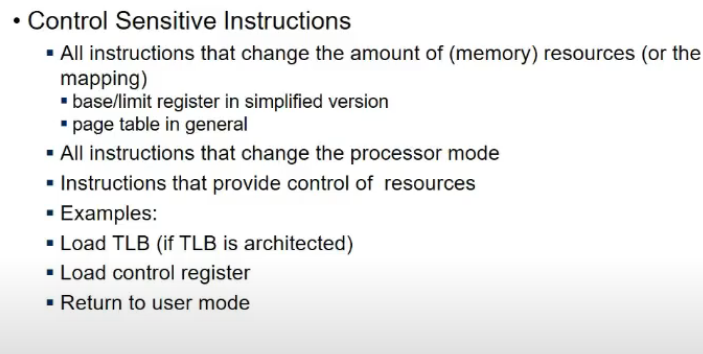 • Control Sensitive Instructions
▪ All instructions that change the amount of (memory) resources (or the
mapping)
▪ base/limit register in simplified version
▪ page table in general
▪ All instructions that change the processor mode
▪ Instructions that provide control of resources
▪ Examples:
▪ Load TLB (if TLB is architected)
▪ Load control register
▪ Return to user mode